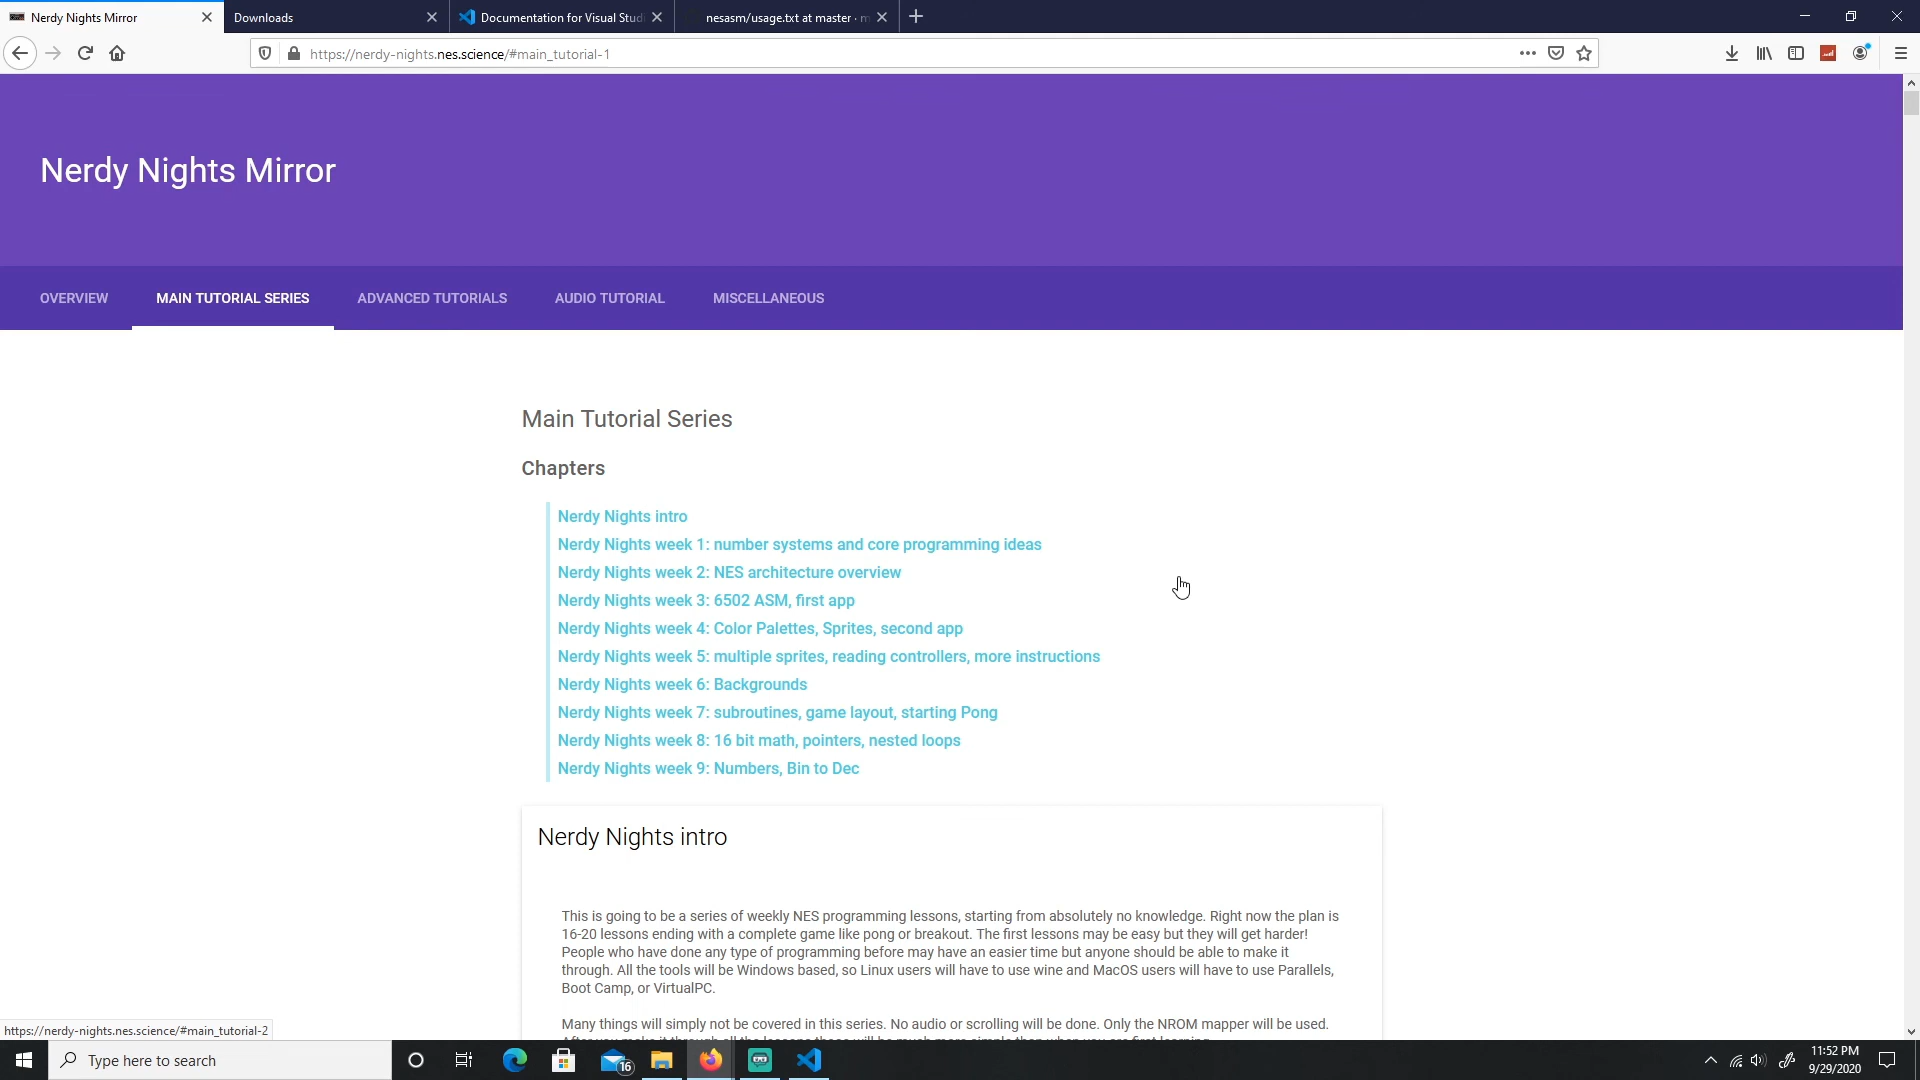 Nerdy Nights Mirror
Downloads
Documentation for Visual Stud
nesasm/usage.txt at master · m
https://nerdy-nights.nes.science/#main_tutorial-1
Nerdy Nights Mirror
OVERVIEW
MAIN TUTORIAL SERIES
ADVANCED TUTORIALS
AUDIO TUTORIAL
MISCELLANEOUS
Main Tutorial Series
Chapters
Nerdy Nights intro
Nerdy Nights week 1: number systems and core programming ideas
Nerdy Nights week 2: NES architecture overview
Nerdy Nights week 3: 6502 ASM, first app
Nerdy Nights week 4: Color Palettes, Sprites, second app
Nerdy Nights week 5: multiple sprites, reading controllers, more instructions
Nerdy Nights week 6: Backgrounds
Nerdy Nights week 7: subroutines, game layout, starting Pong
Nerdy Nights week 8: 16 bit math, pointers, nested loops
Nerdy Nights week 9: Numbers, Bin to Dec
Nerdy Nights intro
This is going to be a series of weekly NES programming lessons, starting from absolutely no knowledge. Right now the plan is
16-20 lessons ending with a complete game like pong or breakout. The first lessons may be easy but they will get harder!
People who have done any type of programming before may have an easier time but anyone should be able to make it
through. All the tools will be Windows based, so Linux users will have to use wine and MacOS users will have to use Parallels,
Boot Camp, or VirtualPC.
Many things will simply not be covered in this series. No audio or scrolling will be done. Only the NROM mapper will be used.
https://nerdy-nights.nes.science/#main_tutorial-2
Type here to search
16
11:52 PM
9/29/2020